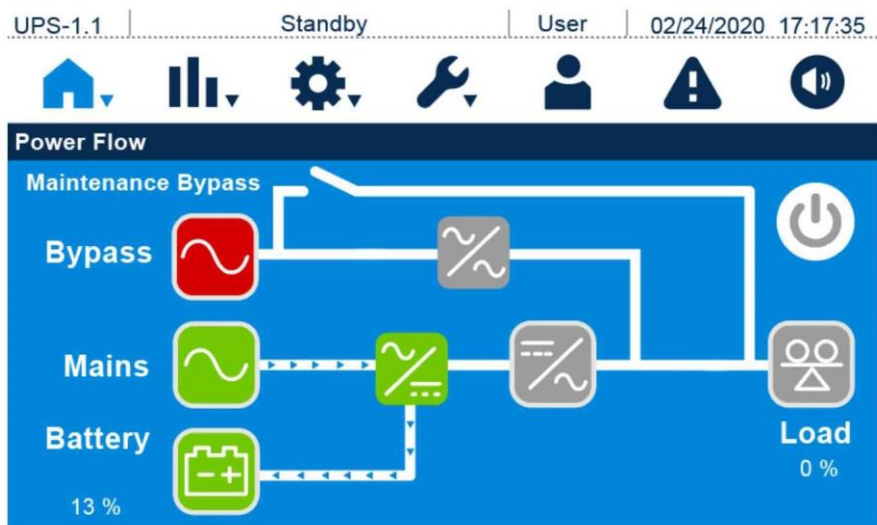 UPS-1.1 Standby User 02/24/2020 17:17:35
Power Flow
Maintenance Bypass
Bypass
Mains
Battery
13 %
Load
0 %